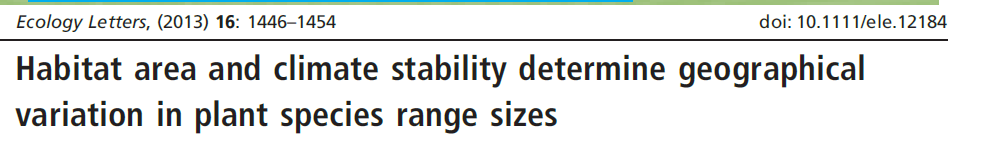 Ecology Letters, (2013) 16: 1446–1454 doi: 10.1111/ele.12184
Habitat area and climate stability determine geographical
variation in plant species range sizes